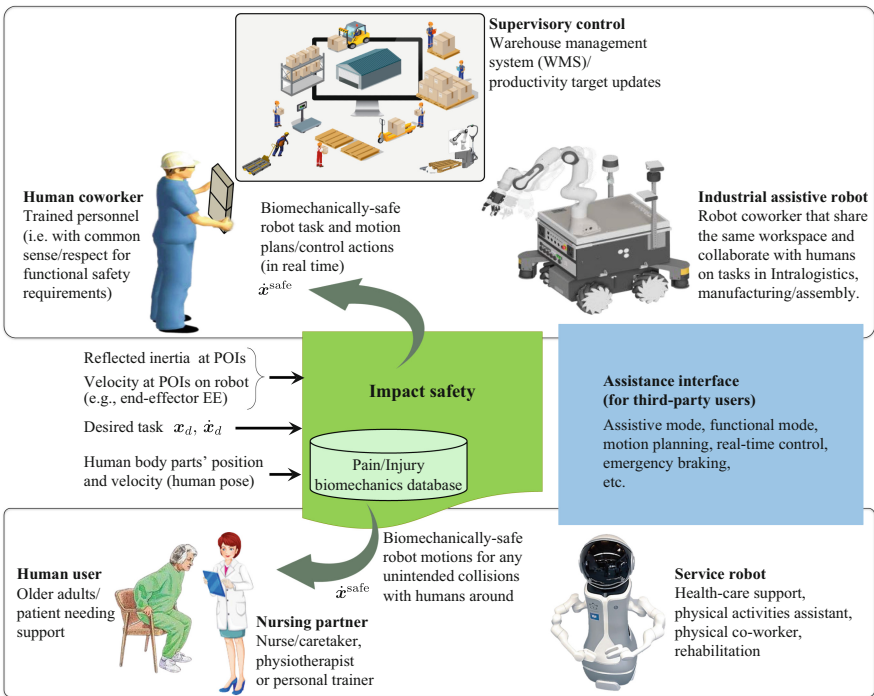 Supervisory control
Warehouse management
system (WMS)/
productivity target updates
Human coworker
Trained personnel
(i.e. with common
sense/respect for
functional safety
requirements)
Biomechanically-safe
robot task and motion
plans/control actions
(in real time)
ẋ^safe
Industrial assistive robot
Robot coworker that share
the same workspace and
collaborate with humans
on tasks in Intralogistics,
manufacturing/assembly.
Reflected inertia at POIs
Velocity at POIs on robot
(e.g., end-effector EE)
Desired task x_d, ẋ_d
Human body parts' position
and velocity (human pose)
Impact safety
Pain/Injury
biomechanics database
Assistance interface
(for third-party users)
Assistive mode, functional mode,
motion planning, real-time control,
emergency braking,
etc.
Human user
Older adults/
patient needing
support
Nursing partner
Nurse/caretaker,
physiotherapist
or personal trainer
ẋ^safe
Biomechanically-safe
robot motions for any
unintended collisions
with humans around
Service robot
Health-care support,
physical activities assistant,
physical co-worker,
rehabilitation